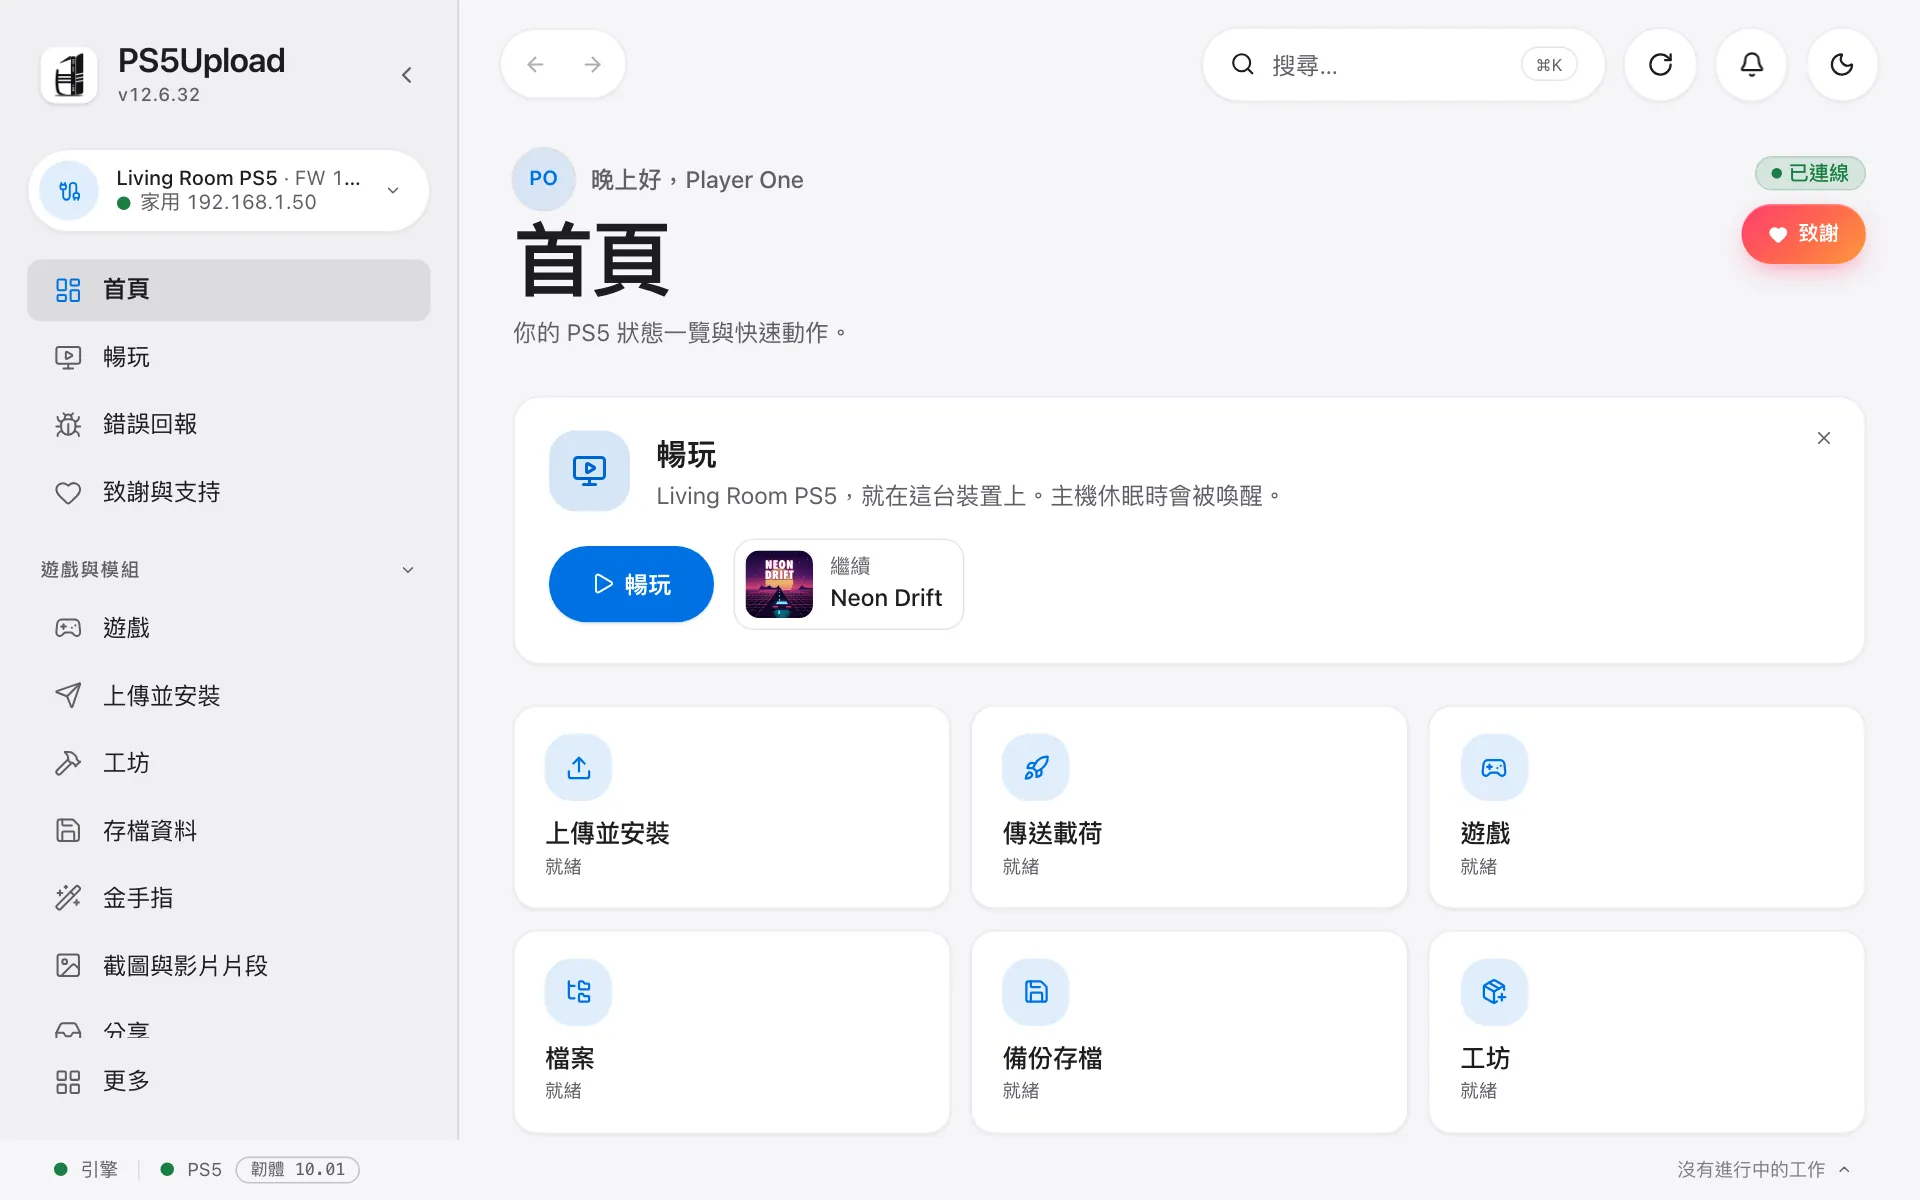 PS5Upload
v12.6.32
Living Room PS5 · FW 1...
家用 192.168.1.50
首頁
暢玩
錯誤回報
致謝與支持
遊戲與模組
遊戲
上傳並安裝
工坊
存檔資料
金手指
截圖與影片片段
分享
更多
搜尋...
⌘K
PO
晚上好，Player One
首頁
你的 PS5 狀態一覽與快速動作。
已連線
致謝
暢玩
Living Room PS5，就在這台裝置上。主機休眠時會被喚醒。
暢玩
NEON
DRIFT
繼續
Neon Drift
上傳並安裝
就緒
傳送載荷
就緒
遊戲
就緒
檔案
就緒
備份存檔
就緒
工坊
就緒
引擎
PS5
韌體 10.01
沒有進行中的工作